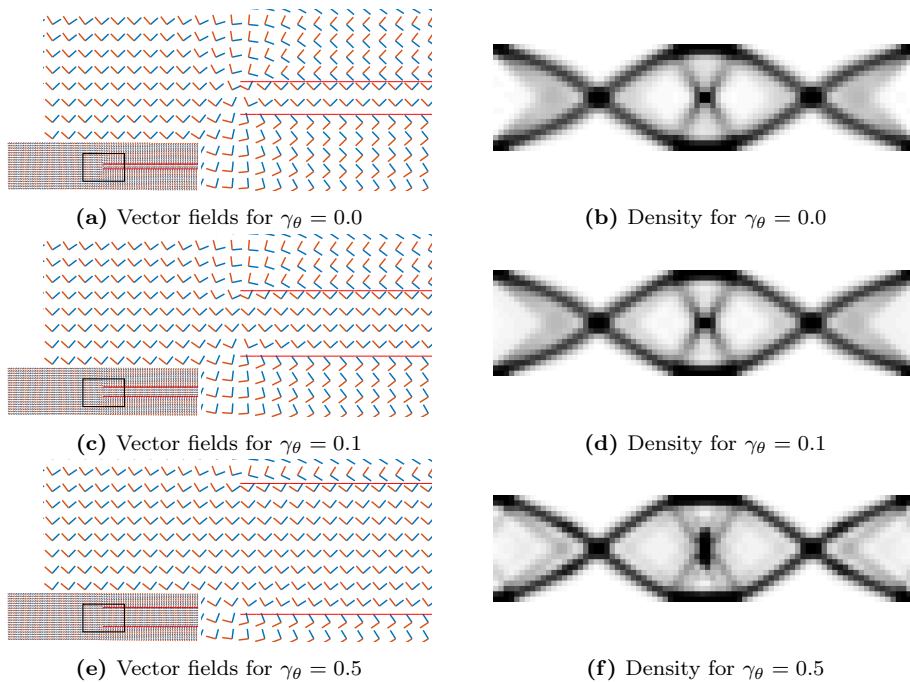 (a) Vector fields for γθ = 0.0
(b) Density for γθ = 0.0
(c) Vector fields for γθ = 0.1
(d) Density for γθ = 0.1
(e) Vector fields for γθ = 0.5
(f) Density for γθ = 0.5